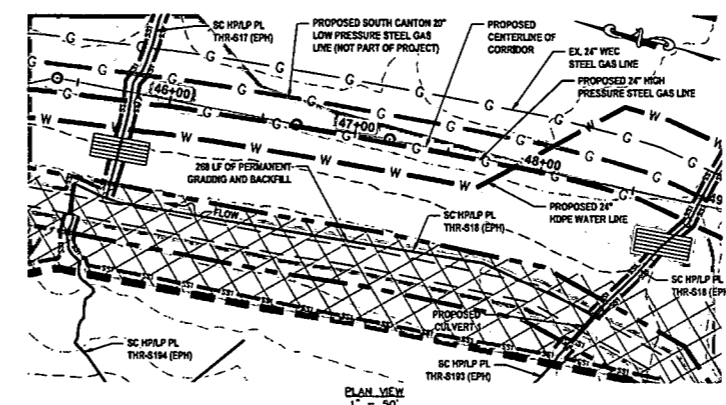 SC HP/LP PL
THR-S17 (EPH)
PROPOSED SOUTH CANTON 20"
LOW PRESSURE STEEL GAS
LINE (NOT PART OF PROJECT)
PROPOSED
CENTERLINE OF
CORRIDOR
EX. 24" WEC
STEEL GAS LINE
PROPOSED 24" HIGH
PRESSURE STEEL GAS LINE
46+00
47+00
48+00
49
268 LF OF PERMANENT
GRADING AND BACKFILL
FLOW
SC HP/LP PL
THR-S18 (EPH)
PROPOSED 24"
HDPE WATER LINE
SC HP/LP PL
THR-S18 (EPH
PROPOSED
CULVERT 1
SC HP/LP PL
THR-S194 (EPH)
SC HP/LP PL
THR-S193 (EPH)
PLAN VIEW
1" = 50'